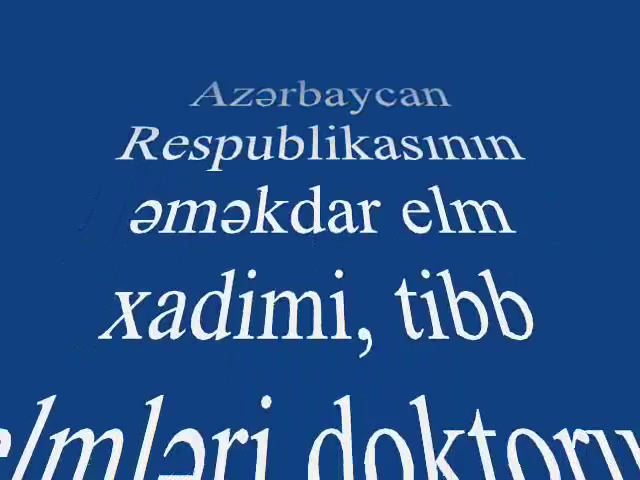 Azərbaycan
Respublikasının
əməkdar elm
xadimi, tibb
elmləri doktoru